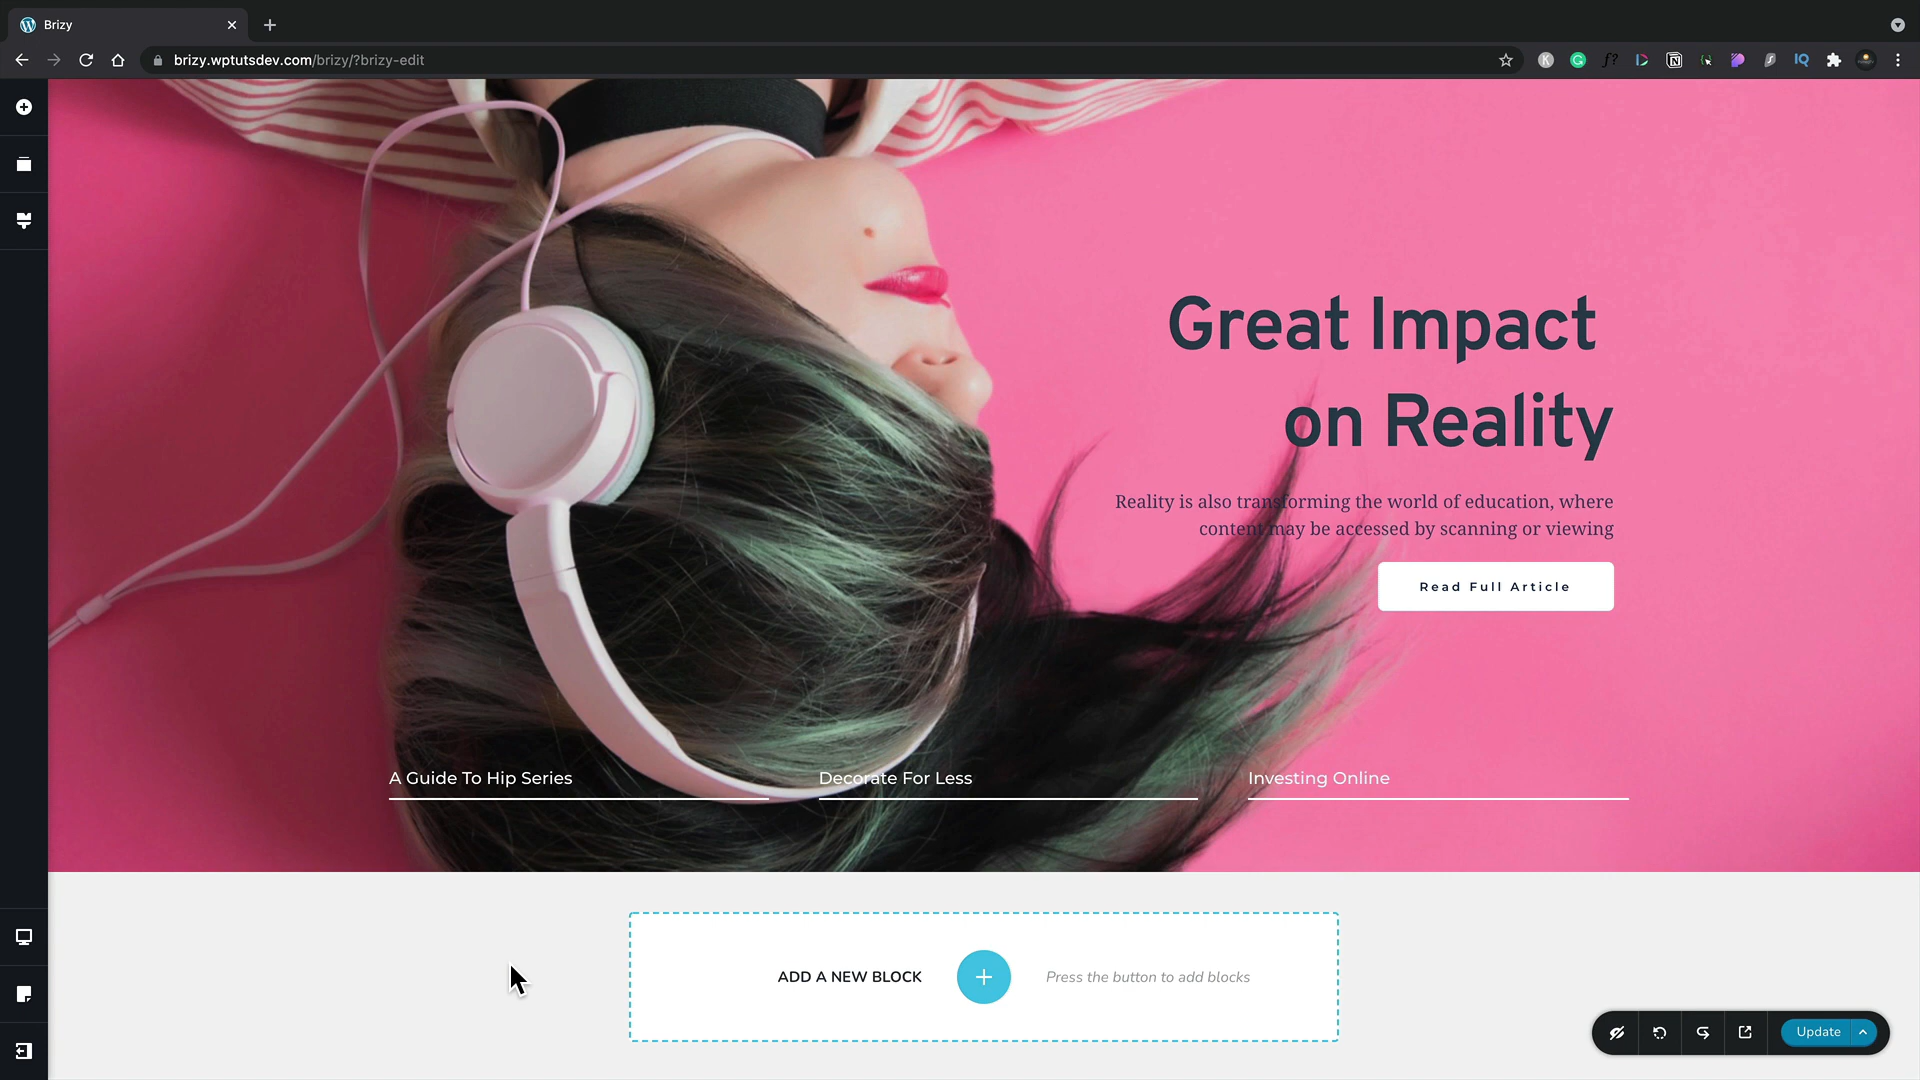 Brizy
brizy.wptutsdev.com/brizy/?brizy-edit
Great Impact
on Reality
Reality is also transforming the world of education, where
content may be accessed by scanning or viewing
Read Full Article
A Guide To Hip Series
Decorate For Less
Investing Online
ADD A NEW BLOCK
Press the button to add blocks
Update